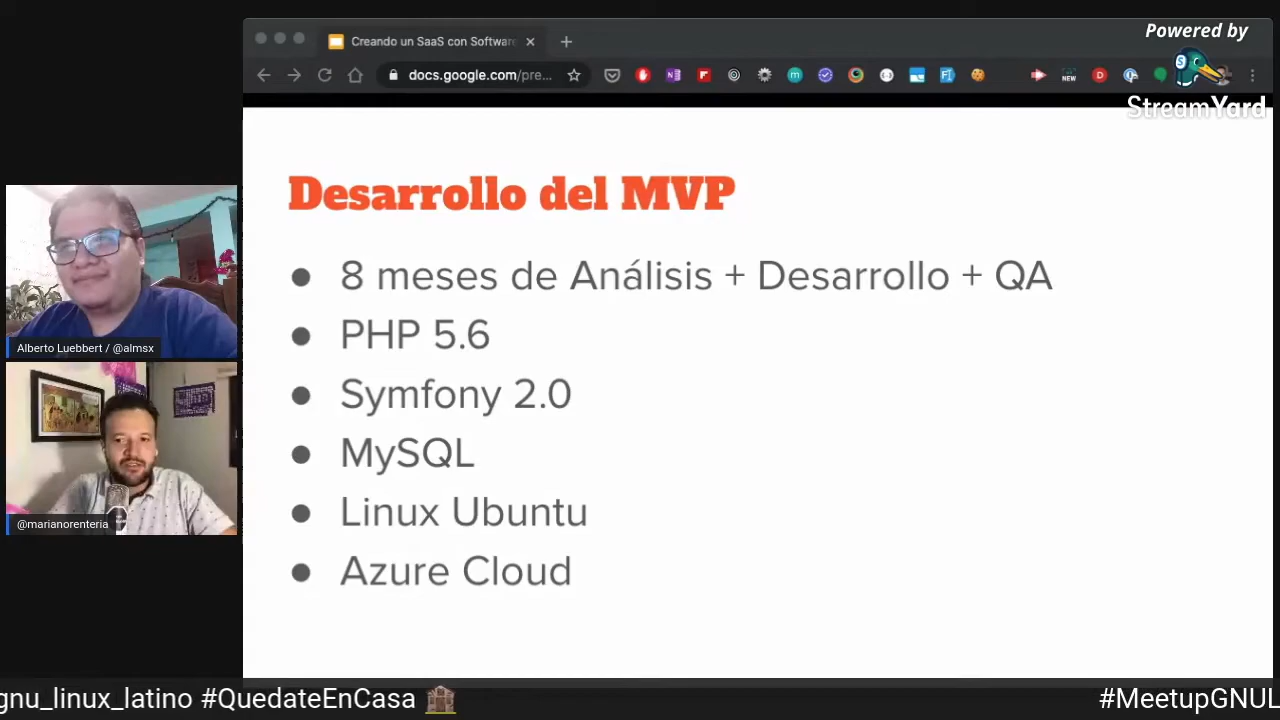 Creando un SaaS con Softwar
docs.google.com/pre...
Powered by
StreamYard
Desarrollo del MVP
● 8 meses de Análisis + Desarrollo + QA
● PHP 5.6
● Symfony 2.0
● MySQL
● Linux Ubuntu
● Azure Cloud
Alberto Luebbert / @almsx
@marianorenteria
gnu_linux_latino #QuedateEnCasa #MeetupGNUL